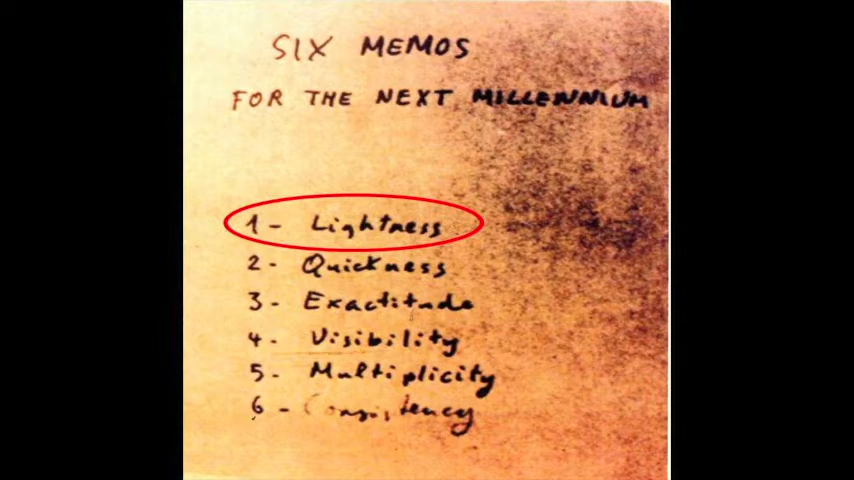 SIX MEMOS
FOR THE NEXT MILLENNIUM
1 - Lightness
2 - Quickness
3 - Exactitude
4 - Visibility
5 - Multiplicity
6 - Consistency